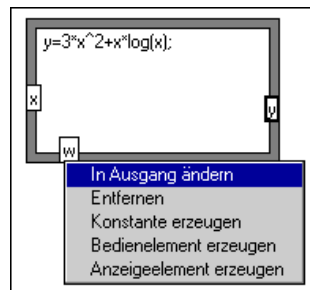 y=3*x^2+x*log(x);
x
y
w
In Ausgang ändern
Entfernen
Konstante erzeugen
Bedienelement erzeugen
Anzeigeelement erzeugen